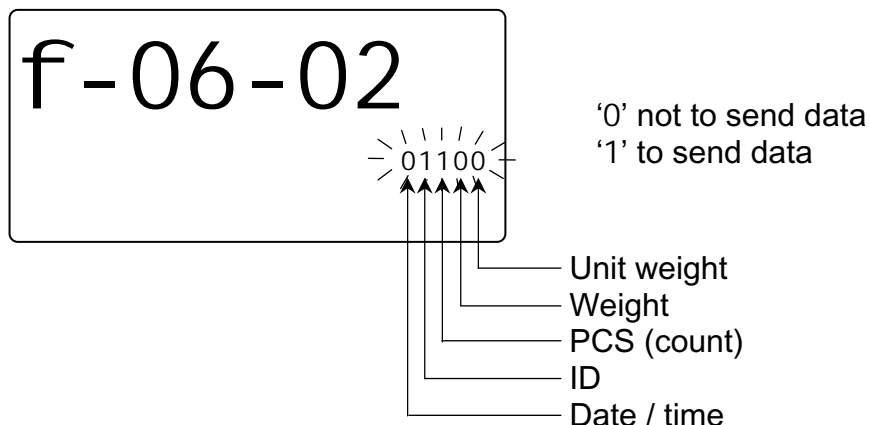 f-06-02
01100
‘0’ not to send data
‘1’ to send data
Unit weight
Weight
PCS (count)
ID
Date / time